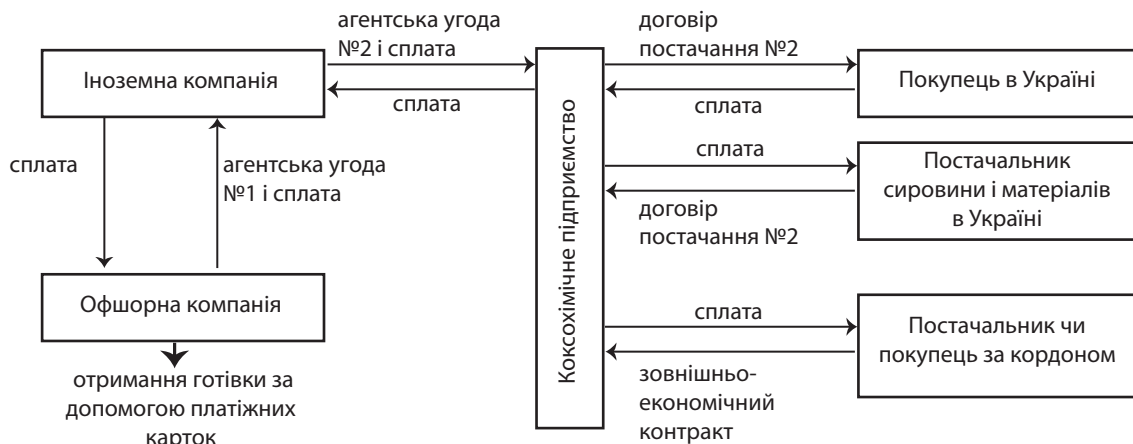 агентська угода
№2 і сплата
договір
постачання №2
Іноземна компанія
Покупець в Україні
сплата
сплата
сплата
агентська угода
№1 і сплата
Коксохімічне підприємство
сплата
Постачальник
сировини і матеріалів
в Україні
договір
постачання №2
Офшорна компанія
сплата
Постачальник чи
покупець за кордоном
отримання готівки за
допомогою платіжних
карток
зовнішньо-
економічний
контракт